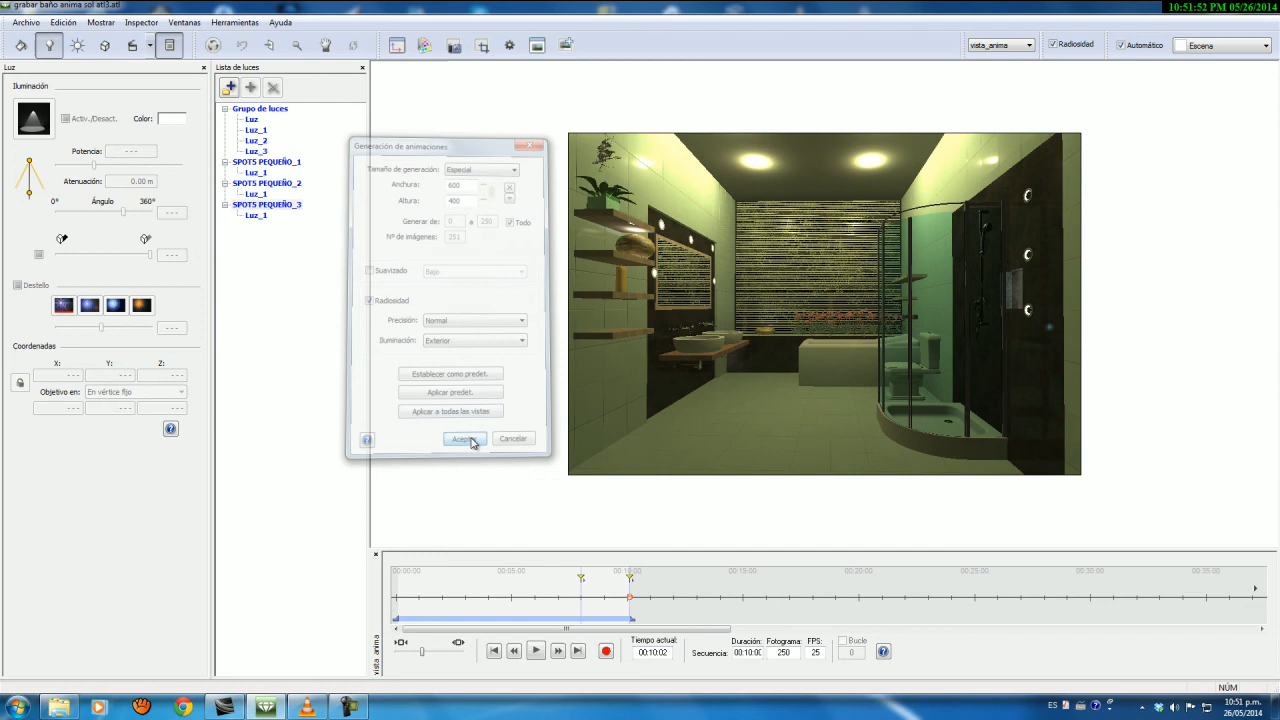 grabar baño anima sol atl3.atl
10:51:52 PM 05/26/2014
Archivo Edición Mostrar Inspector Ventanas Herramientas Ayuda
vista_anima Radiosidad Automático Escena
Luz
Iluminación
Activ./Desact. Color:
Potencia: ---
Atenuación: 0.00 m
0° Ángulo 360°
---
---
Destello
---
Coordenadas
X: Y: Z:
--- --- ---
Objetivo en: En vértice fijo
--- --- ---
Lista de luces
Grupo de luces
Luz
Luz_1
Luz_2
Luz_3
SPOTS PEQUEÑO_1
Luz_1
SPOTS PEQUEÑO_2
Luz_1
SPOTS PEQUEÑO_3
Luz_1
Generación de animaciones
Tamaño de generación: Especial
Anchura: 600
Altura: 400
Generar de: 0 a 250 Todo
Nº de imágenes: 251
Suavizado Bajo
Radiosidad
Precisión: Normal
Iluminación: Exterior
Establecer como predet.
Aplicar predet.
Aplicar a todas las vistas
Aceptar Cancelar
00:00:00 00:05:00 00:10:00 00:15:00 00:20:00 00:25:00 00:30:00 00:35:00
vista_anima
Tiempo actual: Duración: Fotograma: FPS: Bucle
00:10:02 Secuencia: 00:10:0 250 25 0
NÚM
ES 10:51 p.m.
26/05/2014